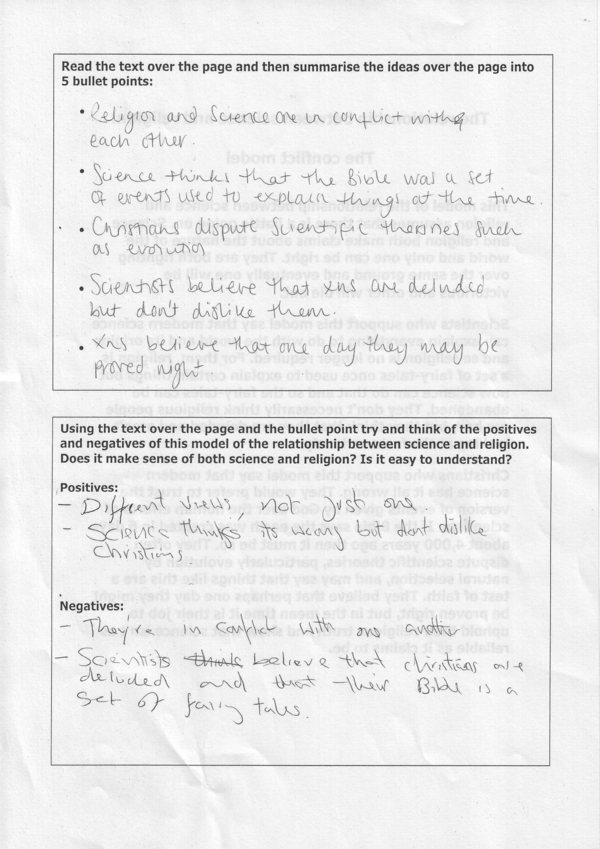 Read the text over the page and then summarise the ideas over the page into
5 bullet points:
• Religion and Science are in conflict with
each other.
• Science thinks that the Bible was a set
of events used to explain things at the time.
• Christians dispute Scientific theories such
as evolution
• Scientists believe that xns are deluded
but don't dislike them.
• xns believe that one day they may be
proved right.
Using the text over the page and the bullet point try and think of the positives
and negatives of this model of the relationship between science and religion.
Does it make sense of both science and religion? Is it easy to understand?
Positives:
– Different views, not just one.
– Science thinks its wrong but dont dislike
Christians.
Negatives:
– They're in conflict with one another
– Scientists think believe that christians are
deluded and that their Bible is a
set of fairy tales.